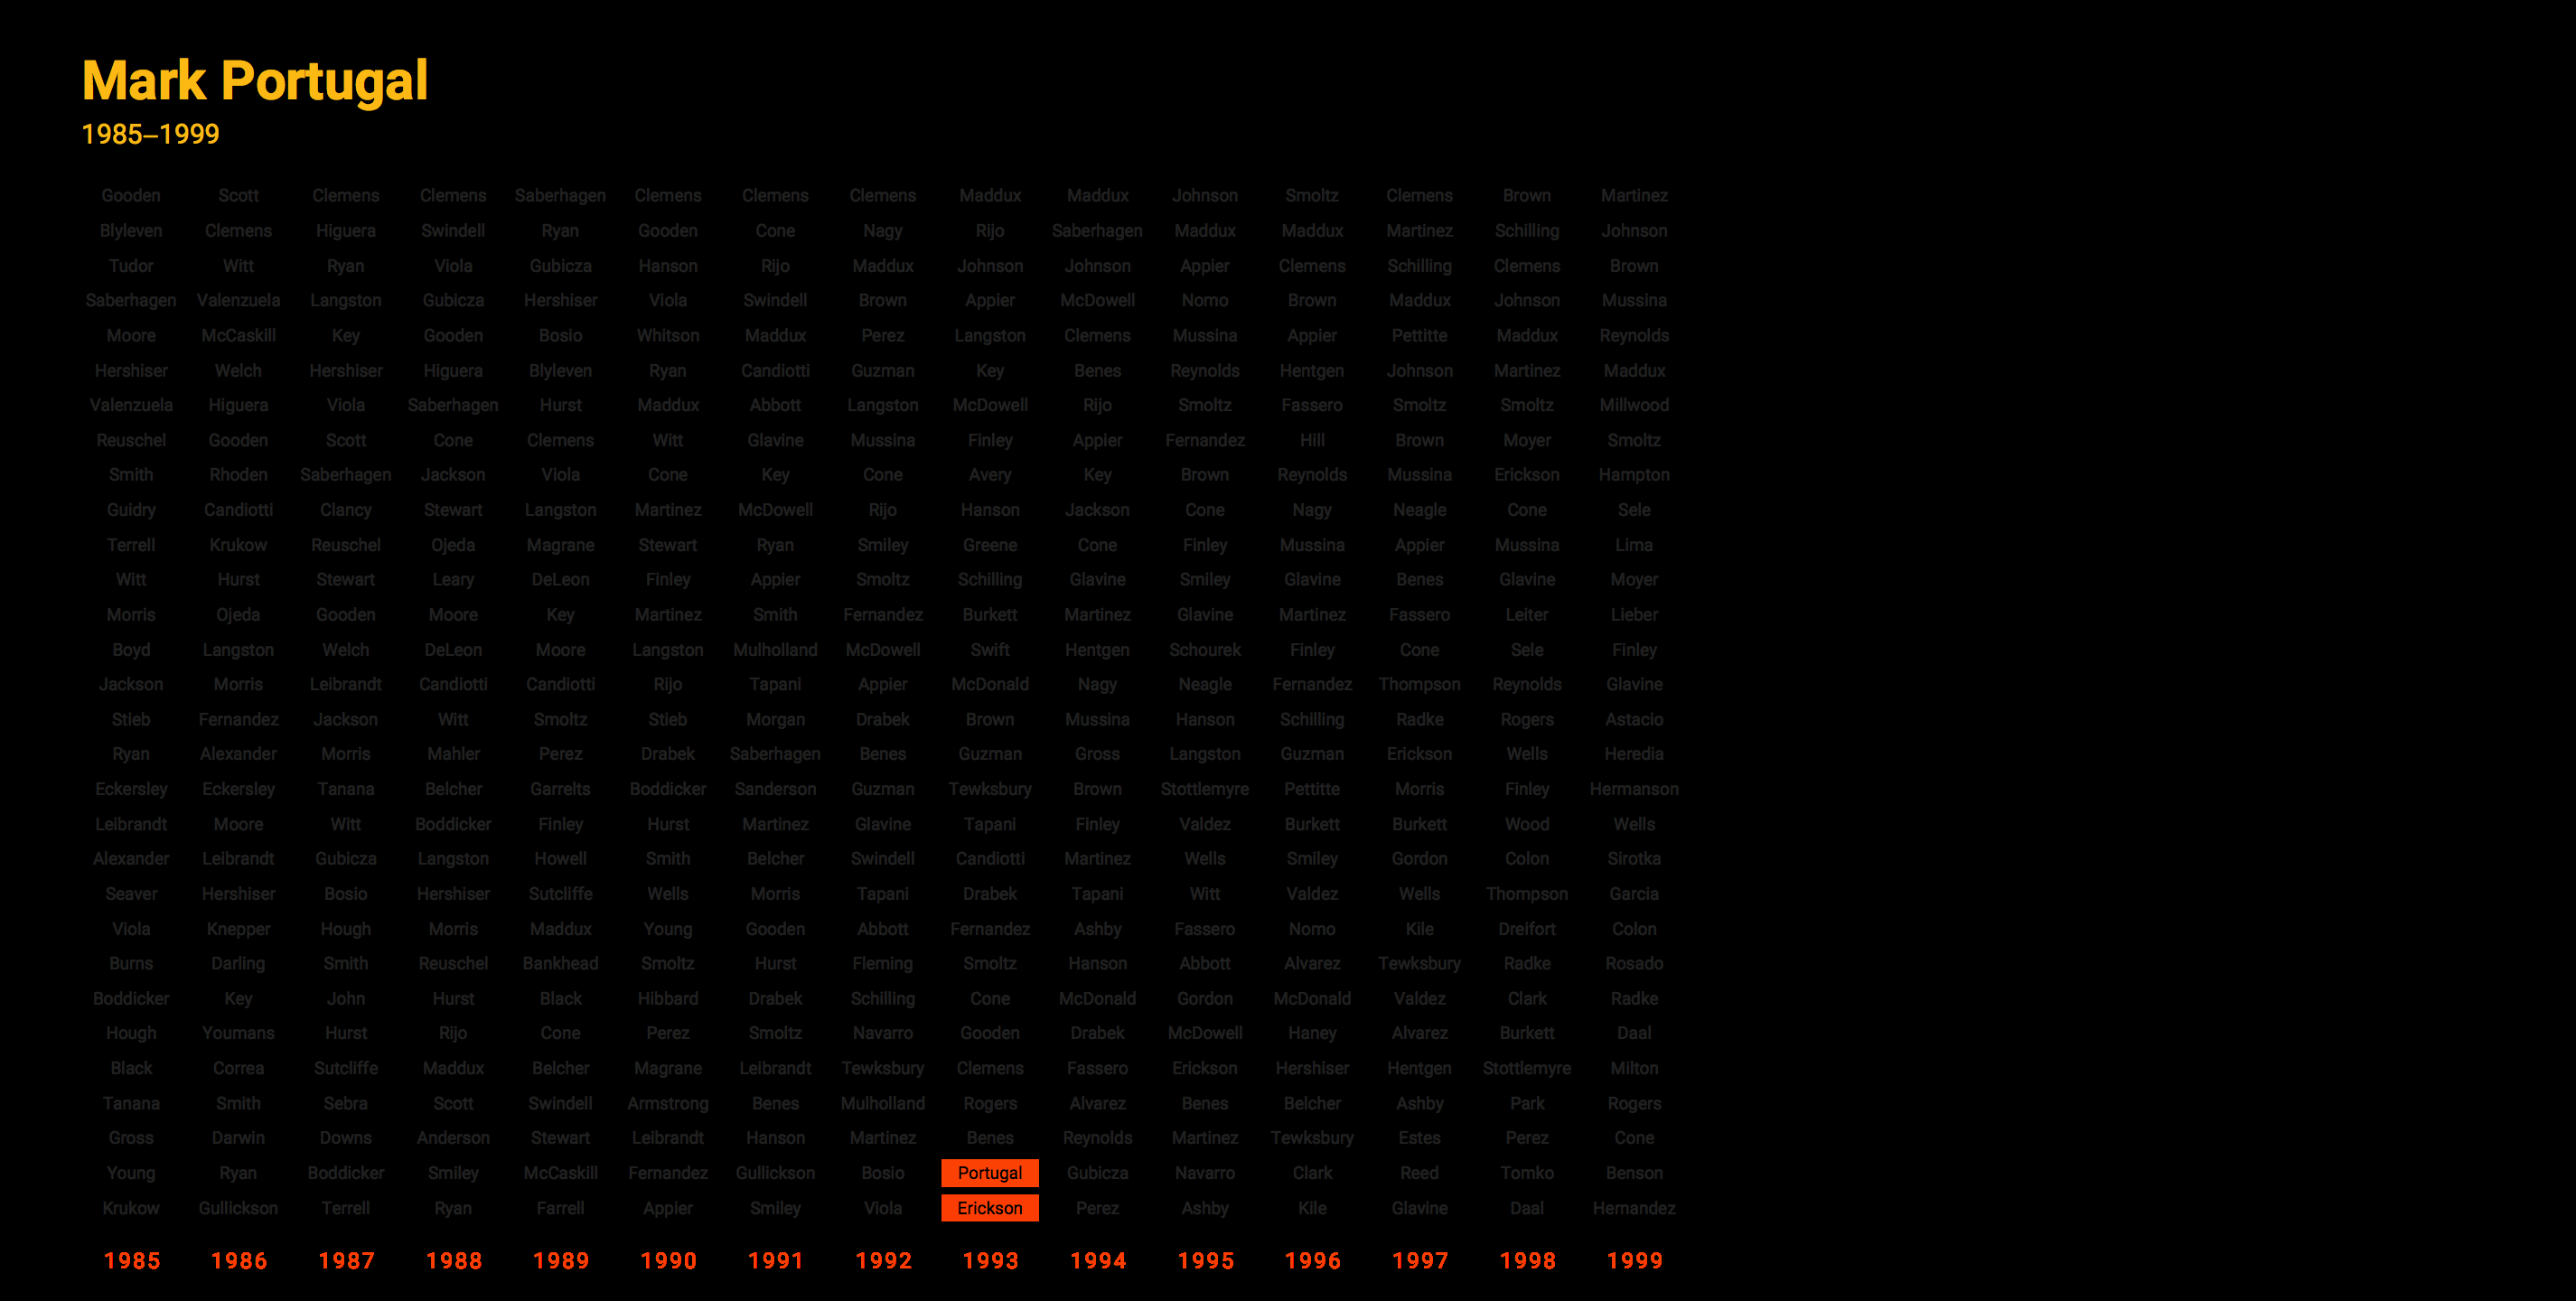 Mark Portugal
1985–1999
Gooden Scott Clemens Clemens Saberhagen Clemens Clemens Clemens Maddux Maddux Johnson Smoltz Clemens Brown Martinez
Blyleven Clemens Higuera Swindell Ryan Gooden Cone Nagy Rijo Saberhagen Maddux Maddux Martinez Schilling Johnson
Tudor Witt Ryan Viola Gubicza Hanson Rijo Maddux Johnson Johnson Appier Clemens Schilling Clemens Brown
Saberhagen Valenzuela Langston Gubicza Hershiser Viola Swindell Brown Appier McDowell Nomo Brown Maddux Johnson Mussina
Moore McCaskill Key Gooden Bosio Whitson Maddux Perez Langston Clemens Mussina Appier Pettitte Maddux Reynolds
Hershiser Welch Hershiser Higuera Blyleven Ryan Candiotti Guzman Key Benes Reynolds Hentgen Johnson Martinez Maddux
Valenzuela Higuera Viola Saberhagen Hurst Maddux Abbott Langston McDowell Rijo Smoltz Fassero Smoltz Smoltz Millwood
Reuschel Gooden Scott Cone Clemens Witt Glavine Mussina Finley Appier Fernandez Hill Brown Moyer Smoltz
Smith Rhoden Saberhagen Jackson Viola Cone Key Cone Avery Key Brown Reynolds Mussina Erickson Hampton
Guidry Candiotti Clancy Stewart Langston Martinez McDowell Rijo Hanson Jackson Cone Nagy Neagle Cone Sele
Terrell Krukow Reuschel Ojeda Magrane Stewart Ryan Smiley Greene Cone Finley Mussina Appier Mussina Lima
Witt Hurst Stewart Leary DeLeon Finley Appier Smoltz Schilling Glavine Smiley Glavine Benes Glavine Moyer
Morris Ojeda Gooden Moore Key Martinez Smith Fernandez Burkett Martinez Glavine Martinez Fassero Leiter Lieber
Boyd Langston Welch DeLeon Moore Langston Mulholland McDowell Swift Hentgen Schourek Finley Cone Sele Finley
Jackson Morris Leibrandt Candiotti Candiotti Rijo Tapani Appier McDonald Nagy Neagle Fernandez Thompson Reynolds Glavine
Stieb Fernandez Jackson Witt Smoltz Stieb Morgan Drabek Brown Mussina Hanson Schilling Radke Rogers Astacio
Ryan Alexander Morris Mahler Perez Drabek Saberhagen Benes Guzman Gross Langston Guzman Erickson Wells Heredia
Eckersley Eckersley Tanana Belcher Garrelts Boddicker Sanderson Guzman Tewksbury Brown Stottlemyre Pettitte Morris Finley Hermanson
Leibrandt Moore Witt Boddicker Finley Hurst Martinez Glavine Tapani Finley Valdez Burkett Burkett Wood Wells
Alexander Leibrandt Gubicza Langston Howell Smith Belcher Swindell Candiotti Martinez Wells Smiley Gordon Colon Sirotka
Seaver Hershiser Bosio Hershiser Sutcliffe Wells Morris Tapani Drabek Tapani Witt Valdez Wells Thompson Garcia
Viola Knepper Hough Morris Maddux Young Gooden Abbott Fernandez Ashby Fassero Nomo Kile Dreifort Colon
Burns Darling Smith Reuschel Bankhead Smoltz Hurst Fleming Smoltz Hanson Abbott Alvarez Tewksbury Radke Rosado
Boddicker Key John Hurst Black Hibbard Drabek Schilling Cone McDonald Gordon McDonald Valdez Clark Radke
Hough Youmans Hurst Rijo Cone Perez Smoltz Navarro Gooden Drabek McDowell Haney Alvarez Burkett Daal
Black Correa Sutcliffe Maddux Belcher Magrane Leibrandt Tewksbury Clemens Fassero Erickson Hershiser Hentgen Stottlemyre Milton
Tanana Smith Sebra Scott Swindell Armstrong Benes Mulholland Rogers Alvarez Benes Belcher Ashby Park Rogers
Gross Darwin Downs Anderson Stewart Leibrandt Hanson Martinez Benes Reynolds Martinez Tewksbury Estes Perez Cone
Young Ryan Boddicker Smiley McCaskill Fernandez Gullickson Bosio Portugal Gubicza Navarro Clark Reed Tomko Benson
Krukow Gullickson Terrell Ryan Farrell Appier Smiley Viola Erickson Perez Ashby Kile Glavine Daal Hernandez
1985 1986 1987 1988 1989 1990 1991 1992 1993 1994 1995 1996 1997 1998 1999